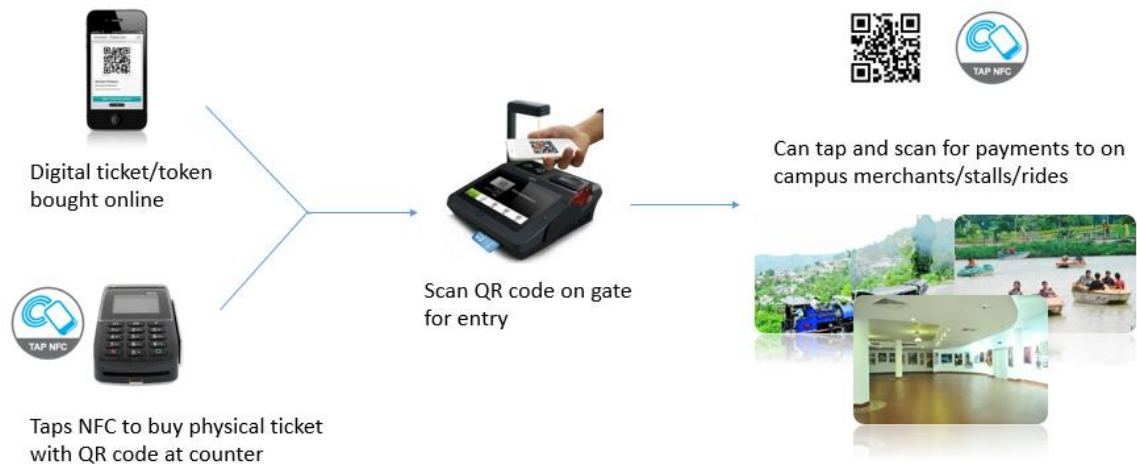 Digital ticket/token
bought online
TAP NFC
Taps NFC to buy physical ticket
with QR code at counter
Scan QR code on gate
for entry
TAP NFC
Can tap and scan for payments to on
campus merchants/stalls/rides